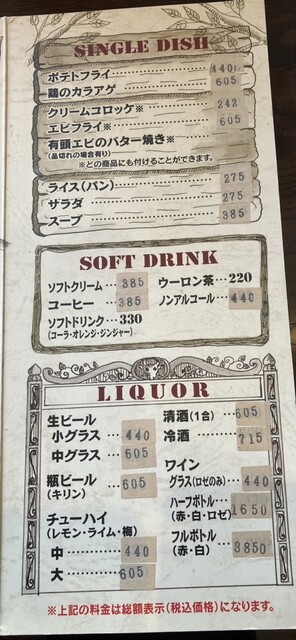 SINGLE DISH
ポテトフライ……………440
鶏のカラアゲ……………605
クリームコロッケ※……242
エビフライ※……………605
有頭エビのバター焼き※
(品切れの場合有り)
※どの商品にも付けることができます。
ライス(パン)……………275
サラダ……………………275
スープ……………………385
SOFT DRINK
ソフトクリーム…385
コーヒー…385
ソフトドリンク…330
(コーラ・オレンジ・ジンジャー)
ウーロン茶…220
ノンアルコール…440
LIQUOR
生ビール
小グラス…440
中グラス…605
瓶ビール…605
(キリン)
チューハイ
(レモン・ライム・梅)
中…440
大…605
清酒(1合)…605
冷酒…715
ワイン
グラス(ロゼのみ)…440
ハーフボトル…1650
(赤・白・ロゼ)
フルボトル…3850
(赤・白)
※上記の料金は総額表示(税込価格)になります。